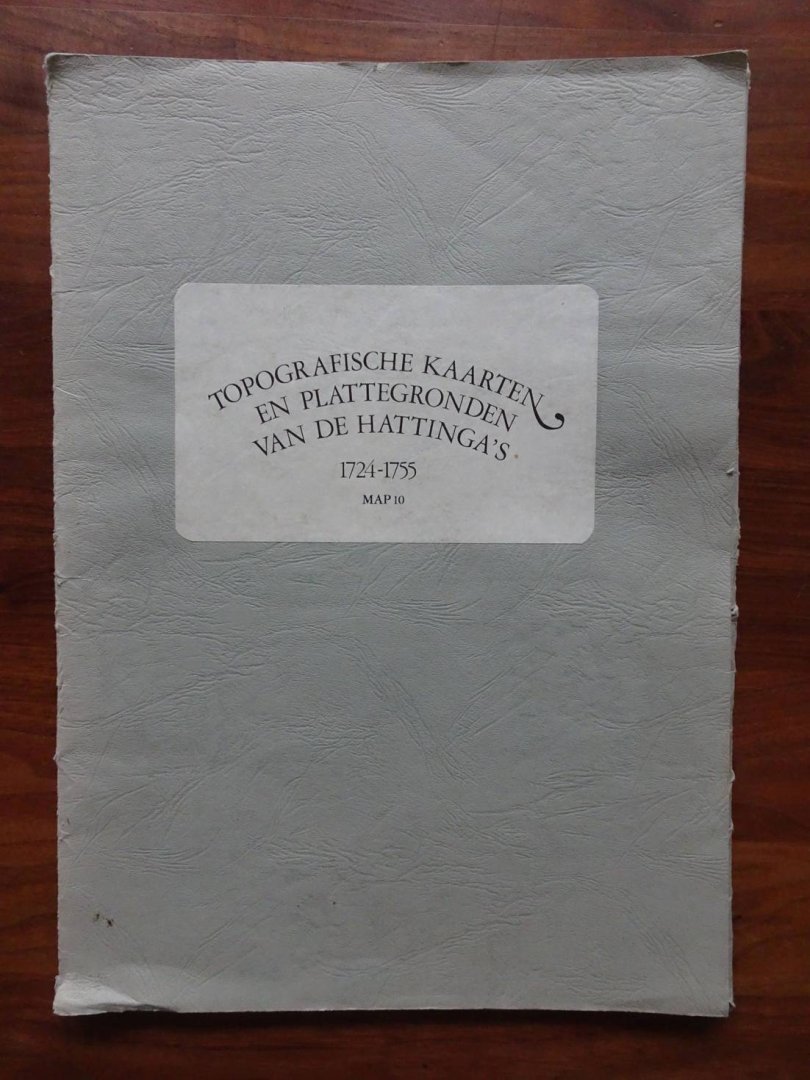 TOPOGRAFISCHE KAARTEN
EN PLATTEGRONDEN
VAN DE HATTINGA'S
1724-1755
MAP 10